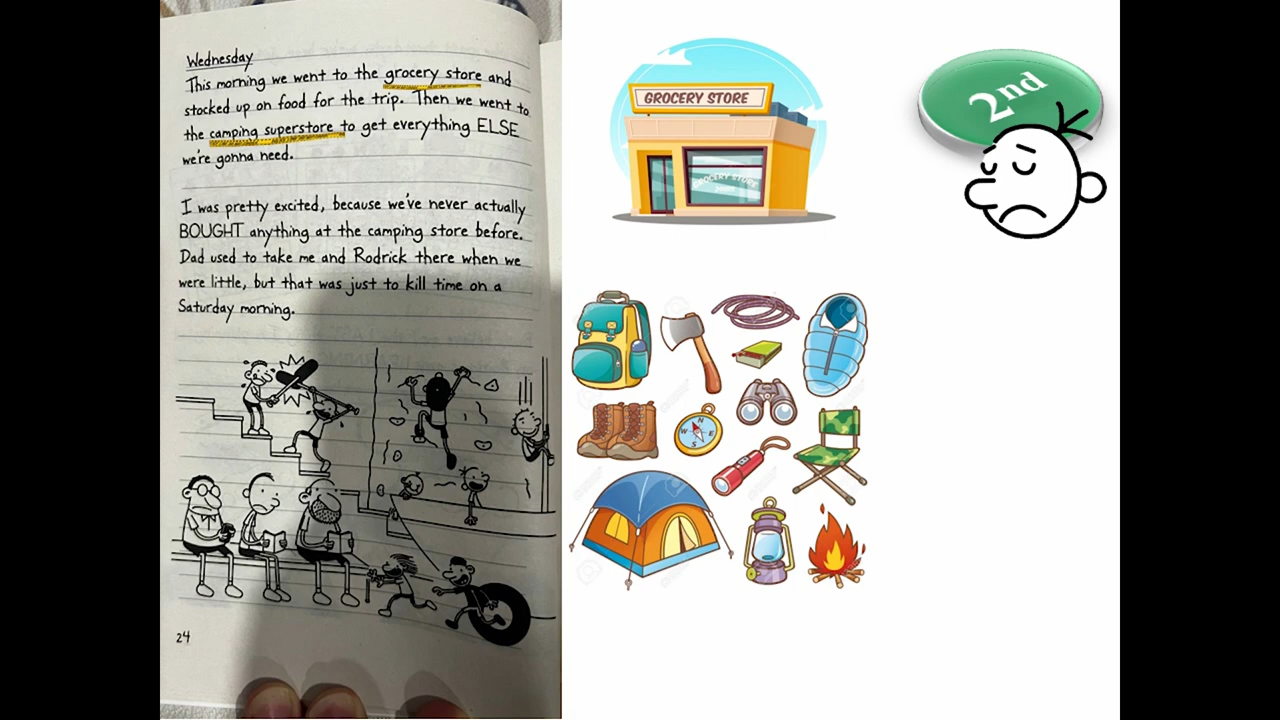 Wednesday
This morning we went to the grocery store and
stocked up on food for the trip. Then we went to
the camping superstore to get everything ELSE
we're gonna need.
I was pretty excited, because we've never actually
BOUGHT anything at the camping store before.
Dad used to take me and Rodrick there when we
were little, but that was just to kill time on a
Saturday morning.
24
GROCERY STORE
GROCERY STORE
2nd
N
W
E
S